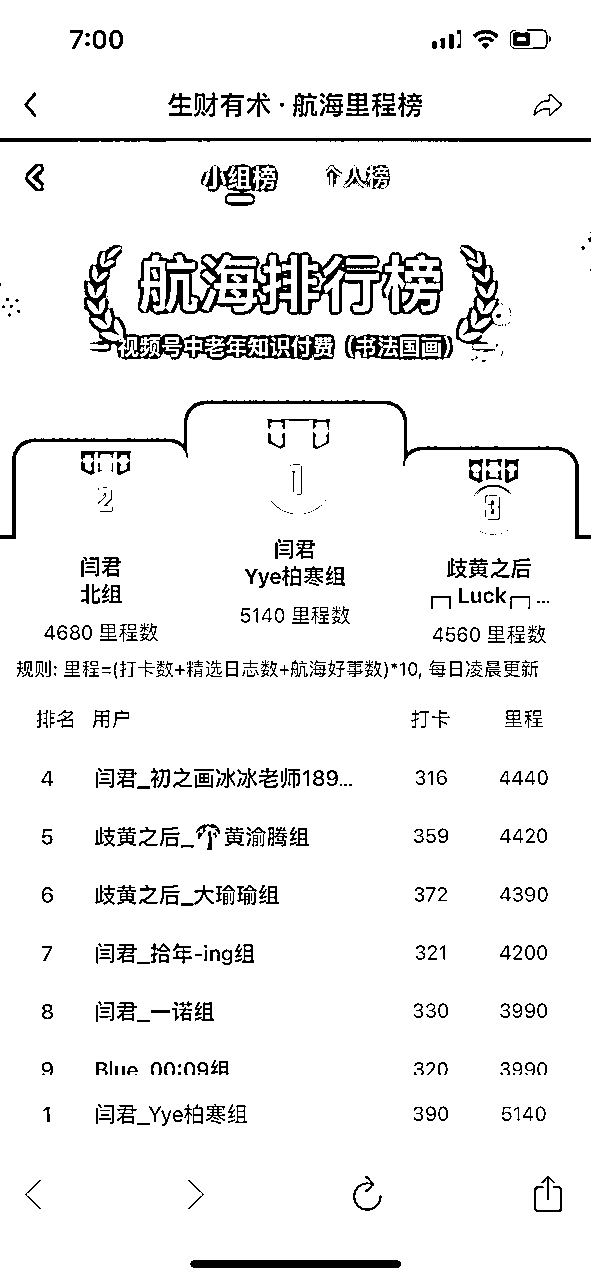 7:00
生财有术 · 航海里程榜
小组榜 个人榜
航海排行榜
视频号中老年知识付费（书法国画）
2 1 3
闫君
北组
4680 里程数
闫君
Yye柏寒组
5140 里程数
歧黄之后
┌┐Luck┌┐...
4560 里程数
规则: 里程=(打卡数+精选日志数+航海好事数)*10, 每日凌晨更新
排名 用户 打卡 里程
4 闫君_初之画冰冰老师189... 316 4440
5 歧黄之后_🌴黄渝腾组 359 4420
6 歧黄之后_大瑜瑜组 372 4390
7 闫君_拾年-ing组 321 4200
8 闫君_一诺组 330 3990
9 Blue_00:09组 320 3990
1 闫君_Yye柏寒组 390 5140